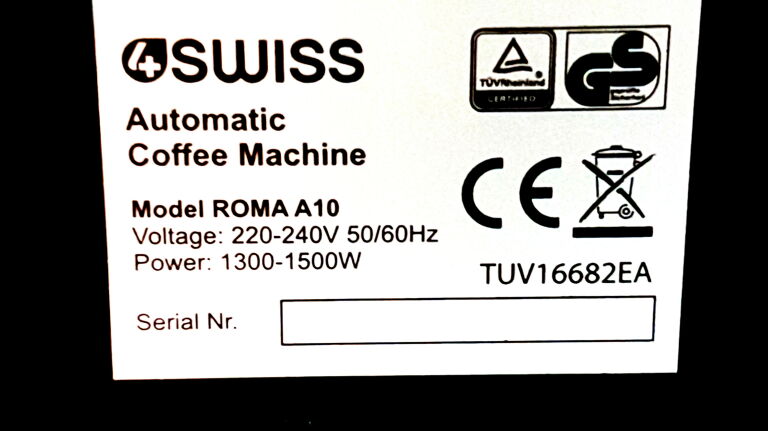 4SWISS
TÜVRheinland
CERTIFIED
GS
Automatic
Coffee Machine
CE
Model ROMA A10
Voltage: 220-240V 50/60Hz
Power: 1300-1500W
TUV16682EA
Serial Nr.